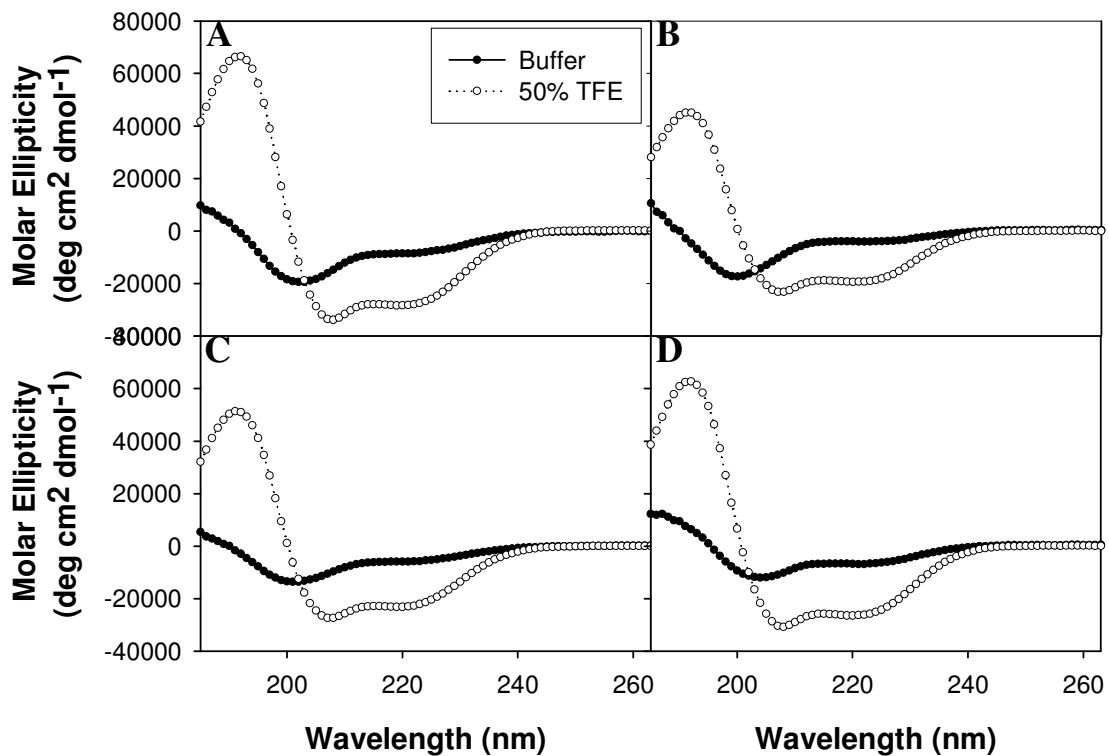 80000
60000
40000
20000
0
-20000
-40000
A
B
Buffer
50% TFE
Molar Ellipticity
(deg cm2 dmol-1)
80000
60000
40000
20000
0
-20000
-40000
C
D
Molar Ellipticity
(deg cm2 dmol-1)
200 220 240 260 200 220 240 260
Wavelength (nm) Wavelength (nm)